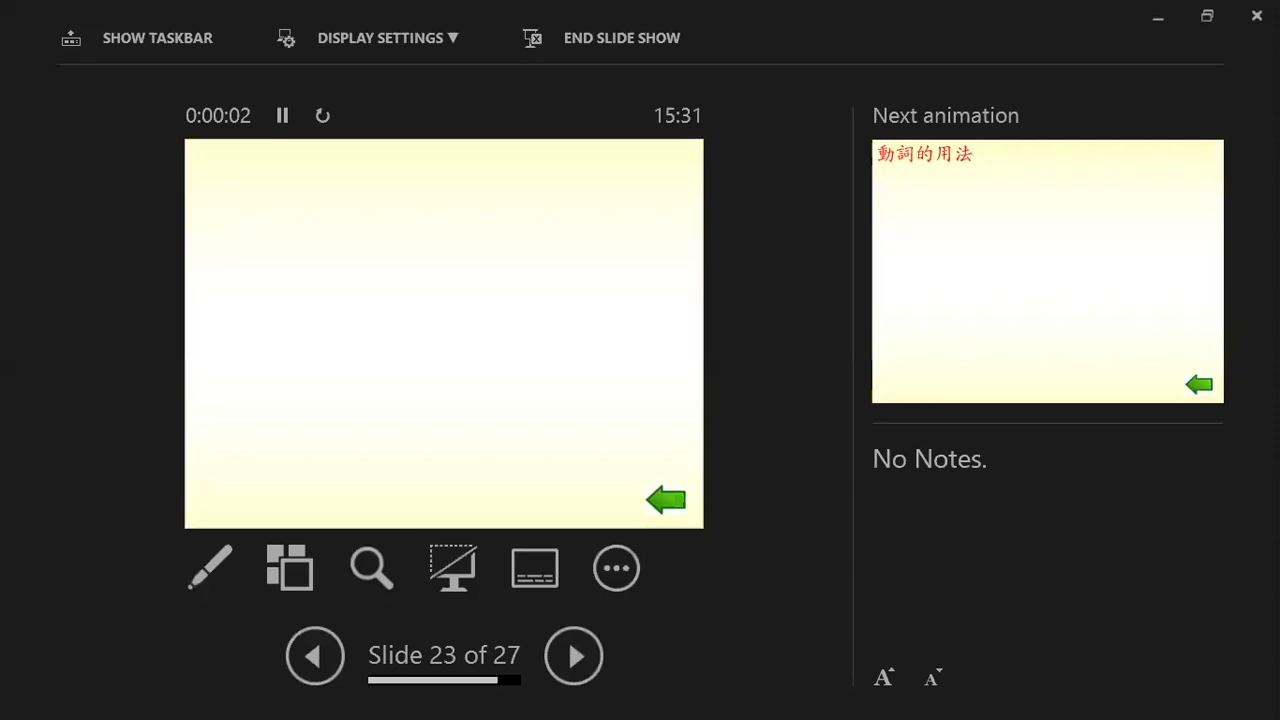 SHOW TASKBAR
DISPLAY SETTINGS ▼
END SLIDE SHOW
0:00:02
15:31
Next animation
動詞的用法
No Notes.
Slide 23 of 27
A A